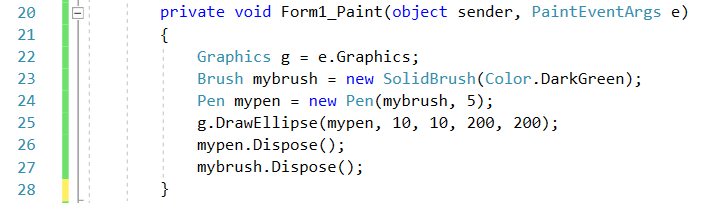 20 private void Form1_Paint(object sender, PaintEventArgs e)
21 {
22 Graphics g = e.Graphics;
23 Brush mybrush = new SolidBrush(Color.DarkGreen);
24 Pen mypen = new Pen(mybrush, 5);
25 g.DrawEllipse(mypen, 10, 10, 200, 200);
26 mypen.Dispose();
27 mybrush.Dispose();
28 }